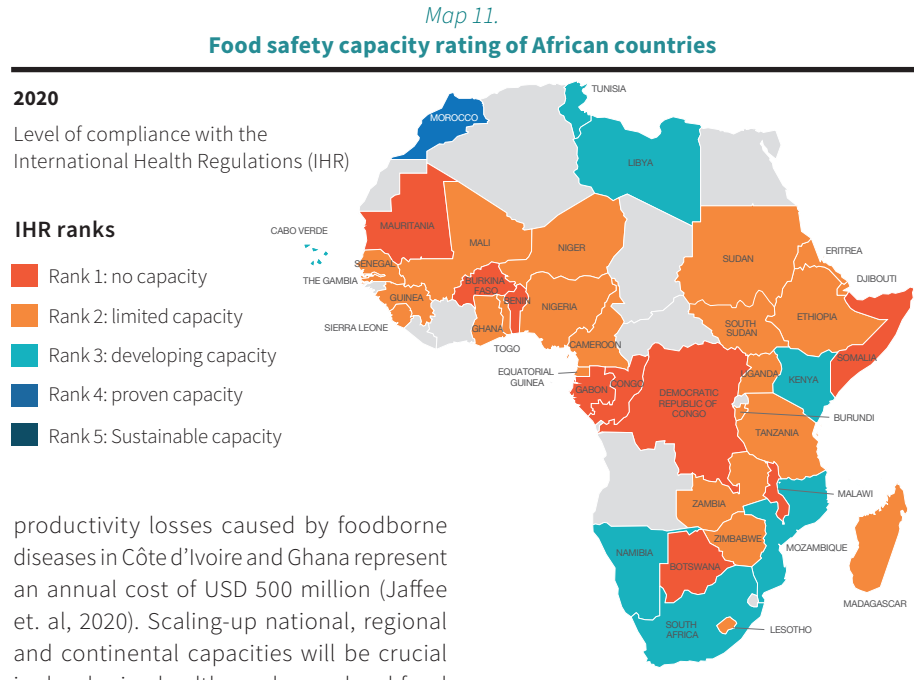 Map 11.
Food safety capacity rating of African countries
2020
Level of compliance with the
International Health Regulations (IHR)
IHR ranks
Rank 1: no capacity
Rank 2: limited capacity
Rank 3: developing capacity
Rank 4: proven capacity
Rank 5: Sustainable capacity
TUNISIA
MOROCCO
LIBYA
CABO VERDE
MAURITANIA
MALI
NIGER
SUDAN
ERITREA
SENEGAL
THE GAMBIA
DJIBOUTI
BURKINA
FASO
GUINEA
BENIN
NIGERIA
ETHIOPIA
SIERRA LEONE
GHANA
SOUTH
SUDAN
TOGO
CAMEROON
SOMALIA
EQUATORIAL
GUINEA
UGANDA
KENYA
GABON
CONGO
DEMOCRATIC
REPUBLIC OF
CONGO
BURUNDI
TANZANIA
MALAWI
ZAMBIA
ZIMBABWE
MOZAMBIQUE
NAMIBIA
BOTSWANA
MADAGASCAR
SOUTH
AFRICA
LESOTHO
productivity losses caused by foodborne
diseases in Côte d’Ivoire and Ghana represent
an annual cost of USD 500 million (Jaffee
et. al, 2020). Scaling-up national, regional
and continental capacities will be crucial